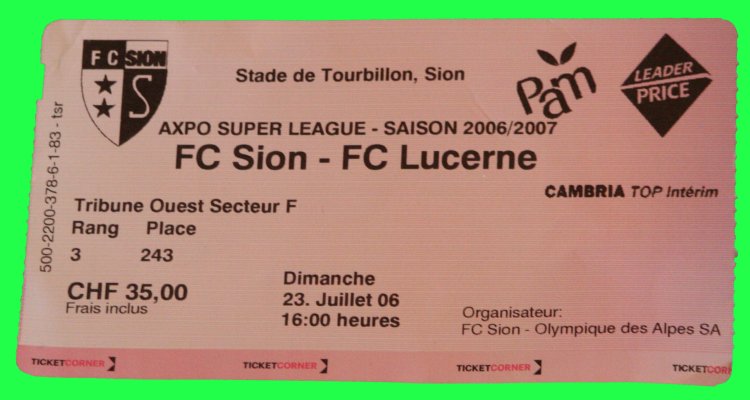 FC SION
S
Stade de Tourbillon, Sion
Pam
LEADER
PRICE
AXPO SUPER LEAGUE - SAISON 2006/2007
FC Sion - FC Lucerne
CAMBRIA TOP Intérim
Tribune Ouest Secteur F
Rang Place
3 243
CHF 35,00
Frais inclus
Dimanche
23. Juillet 06
16:00 heures
Organisateur:
FC Sion - Olympique des Alpes SA
500-2200-378-6-1-83 - tsr
TICKETCORNER TICKETCORNER TICKETCORNER TICKETCOR